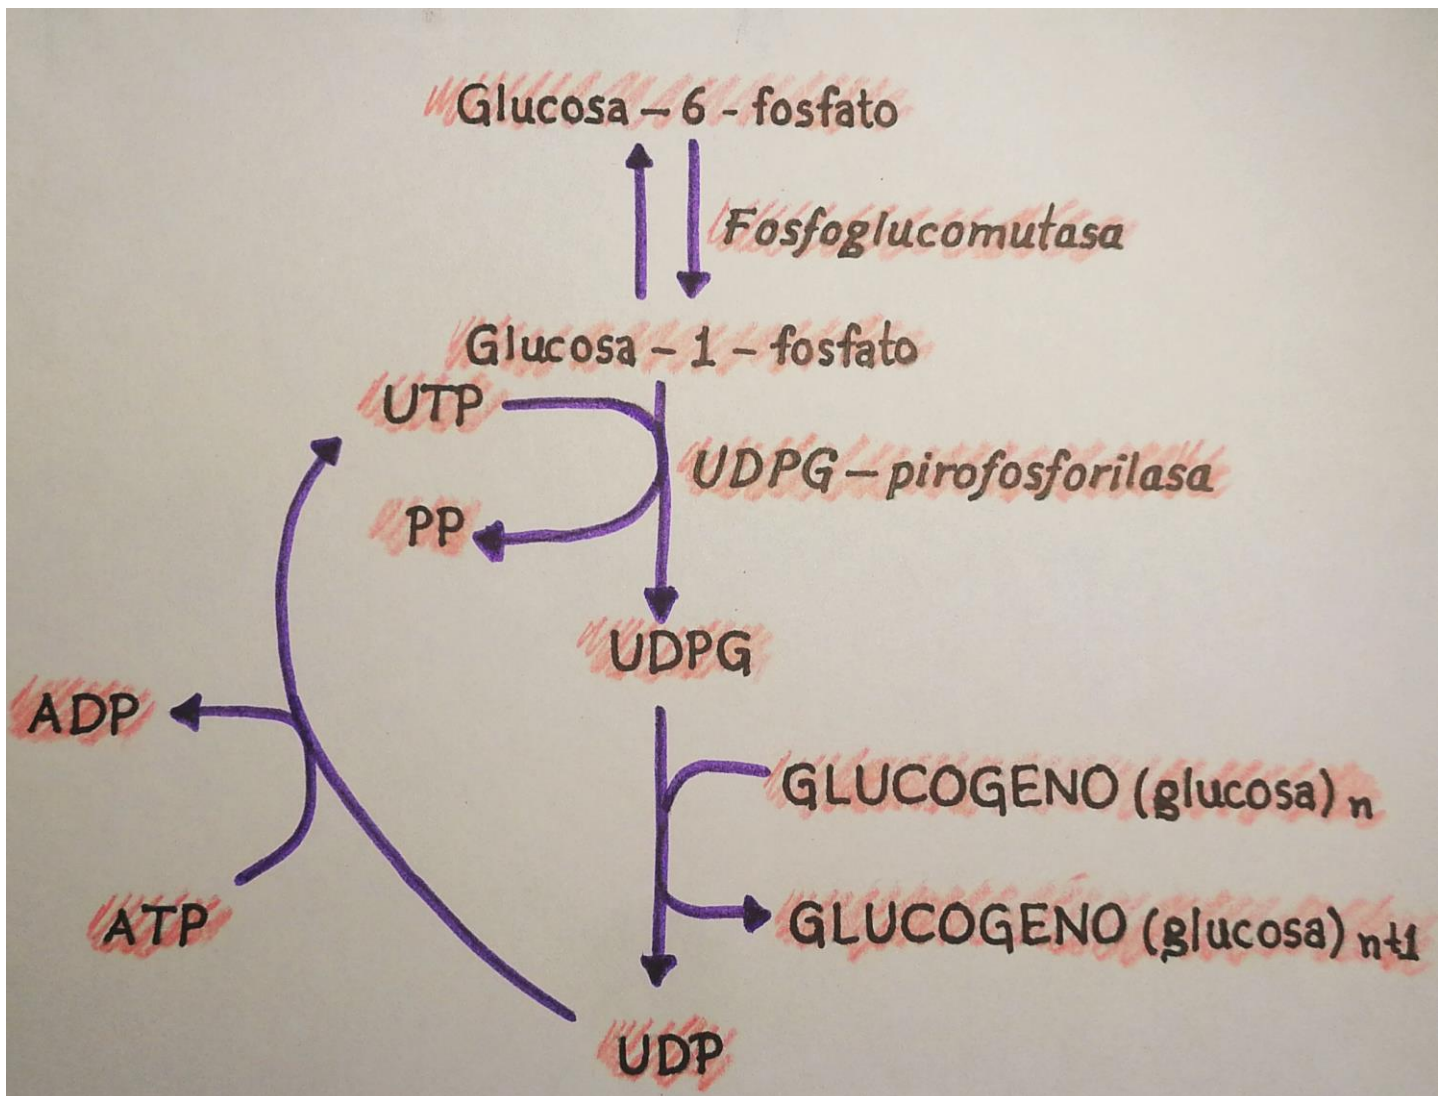 Glucosa - 6 - fosfato
Fosfoglucomutasa
Glucosa - 1 - fosfato
UTP
UDPG - pirofosforilasa
PP
UDPG
ADP
GLUCOGENO (glucosa) n
ATP
GLUCOGENO (glucosa) n+1
UDP